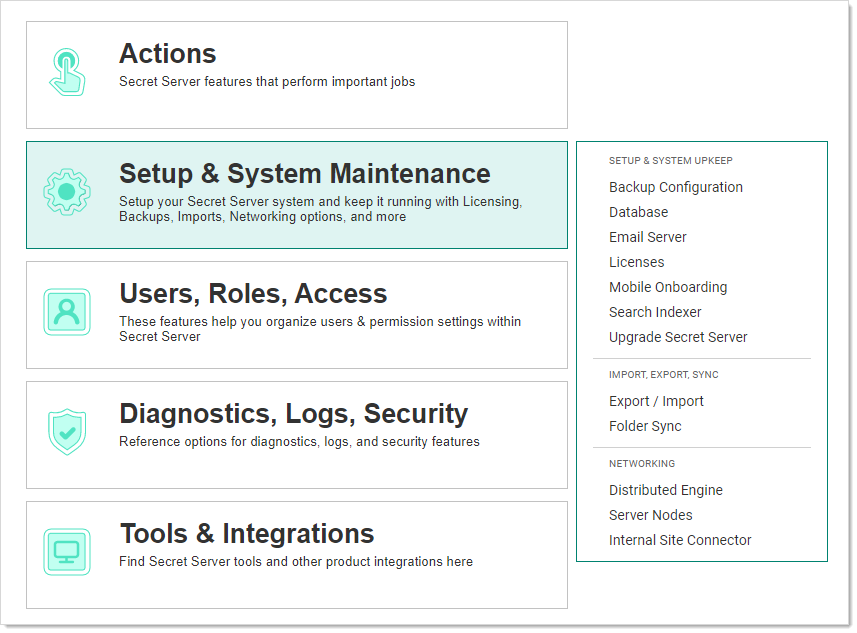 Actions
Secret Server features that perform important jobs
Setup & System Maintenance
Setup your Secret Server system and keep it running with Licensing,
Backups, Imports, Networking options, and more
Users, Roles, Access
These features help you organize users & permission settings within
Secret Server
Diagnostics, Logs, Security
Reference options for diagnostics, logs, and security features
Tools & Integrations
Find Secret Server tools and other product integrations here
SETUP & SYSTEM UPKEEP
Backup Configuration
Database
Email Server
Licenses
Mobile Onboarding
Search Indexer
Upgrade Secret Server
IMPORT, EXPORT, SYNC
Export / Import
Folder Sync
NETWORKING
Distributed Engine
Server Nodes
Internal Site Connector